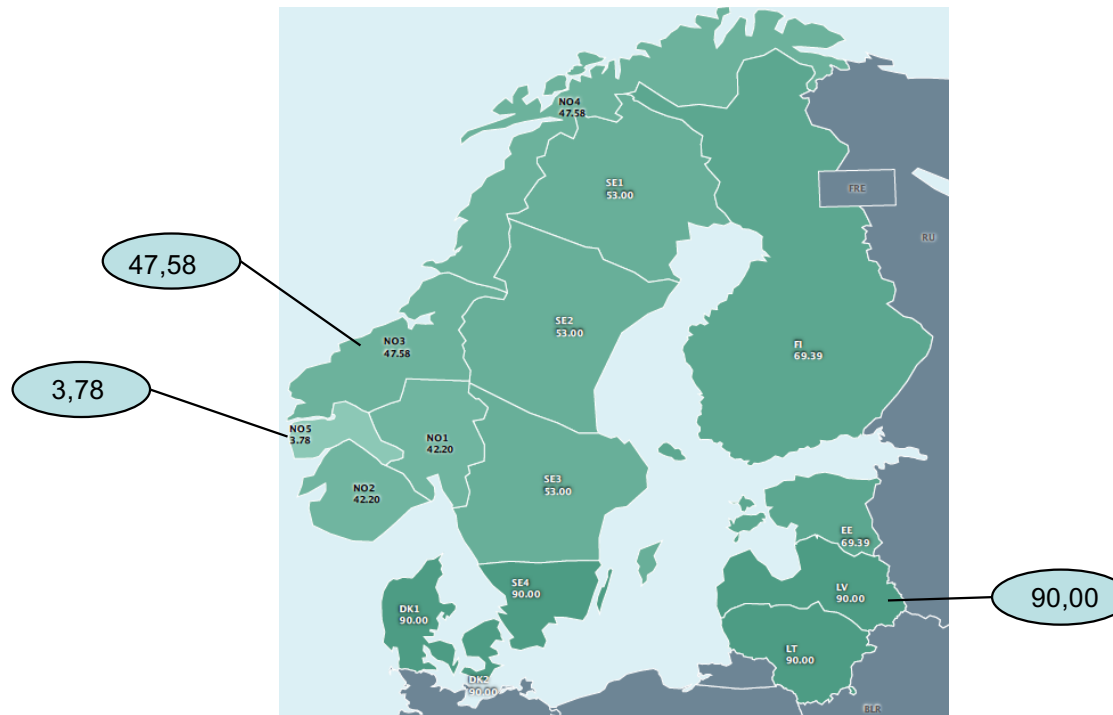 NO4
47.58
SE1
53.00
FRE
RU
47,58
SE2
53.00
NO3
47.58
FI
69.39
3,78
NO5
3.78
NO1
42.20
NO2
42.20
SE3
53.00
EE
69.39
SE4
90.00
LV
90.00
90,00
DK1
90.00
LT
90.00
DK2
90.00
BLR